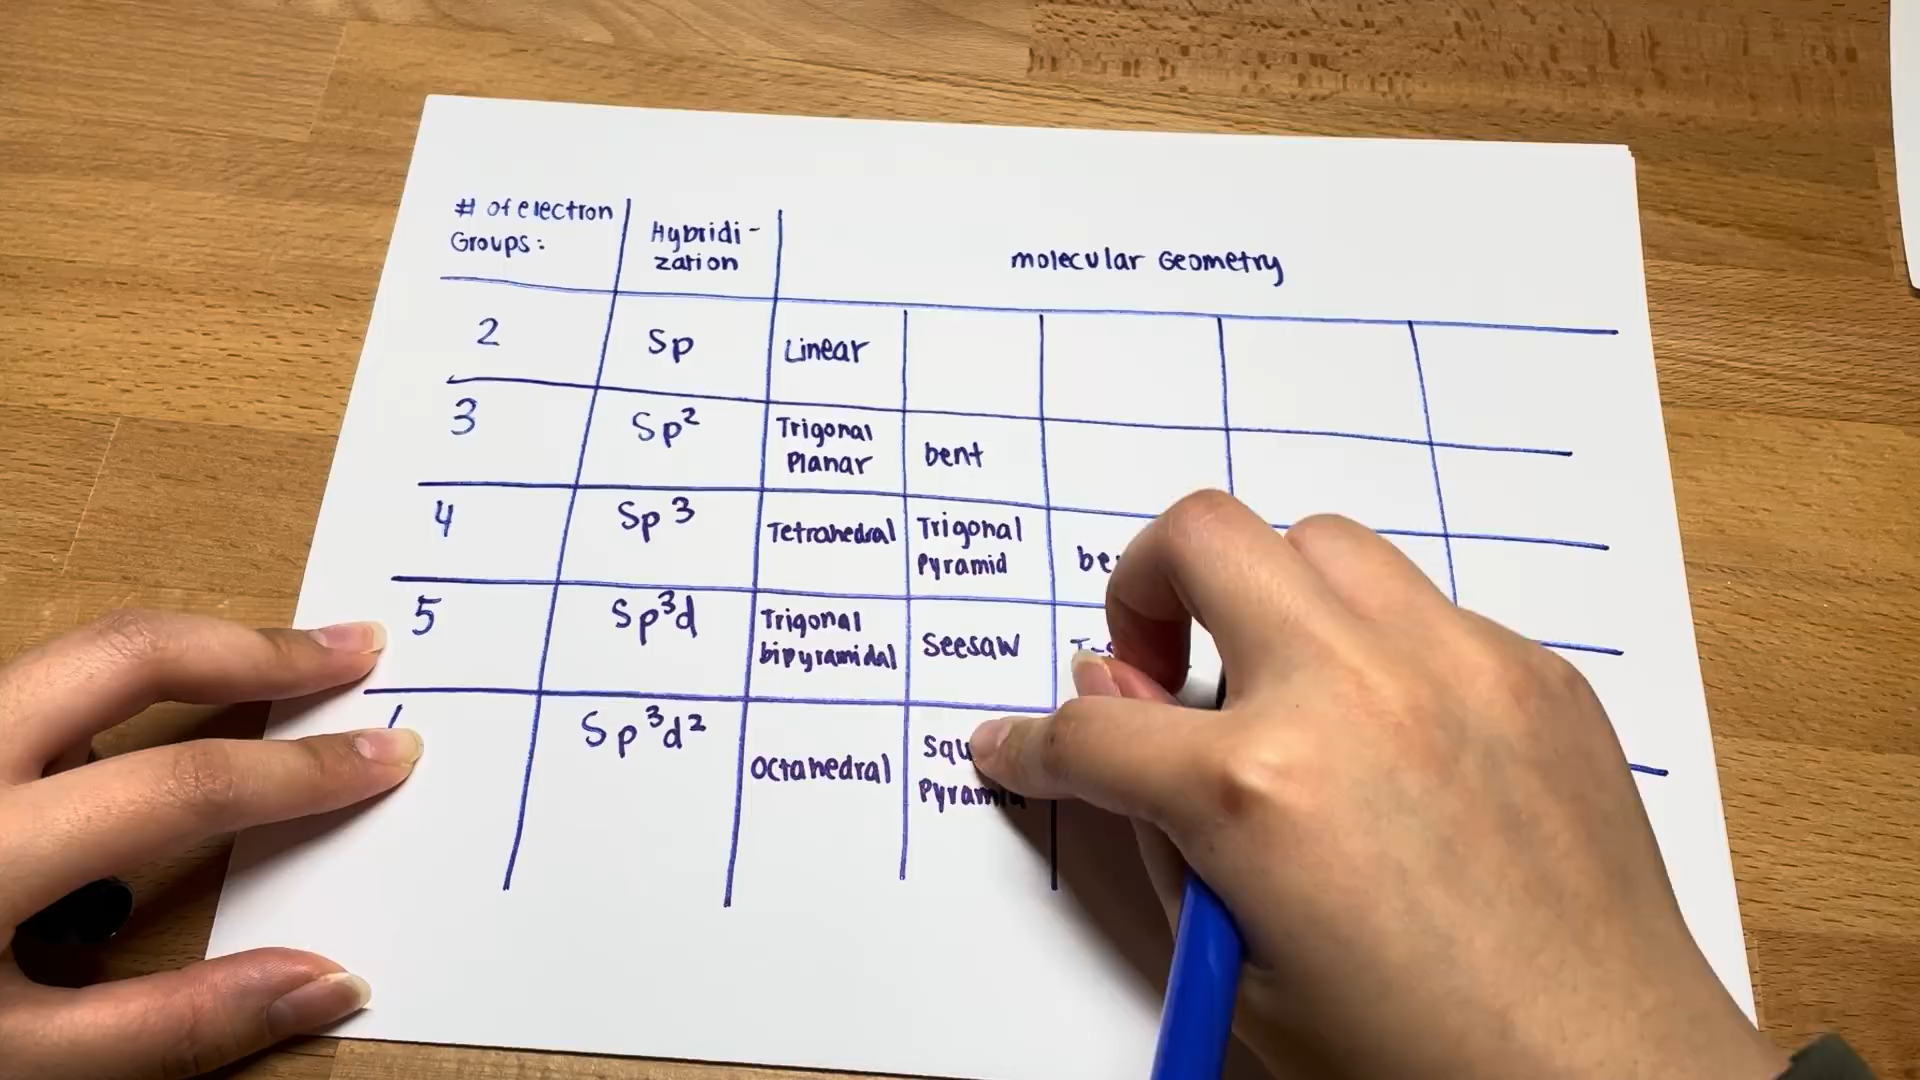 # of electron
Groups:
Hybridi-
zation
molecular Geometry
2
Sp
Linear
3
Sp²
Trigonal
Planar
bent
4
Sp³
Tetrahedral
Trigonal
Pyramid
5
Sp³d
Trigonal
bipyramidal
Seesaw
Sp³d²
Octahedral
Pyramid